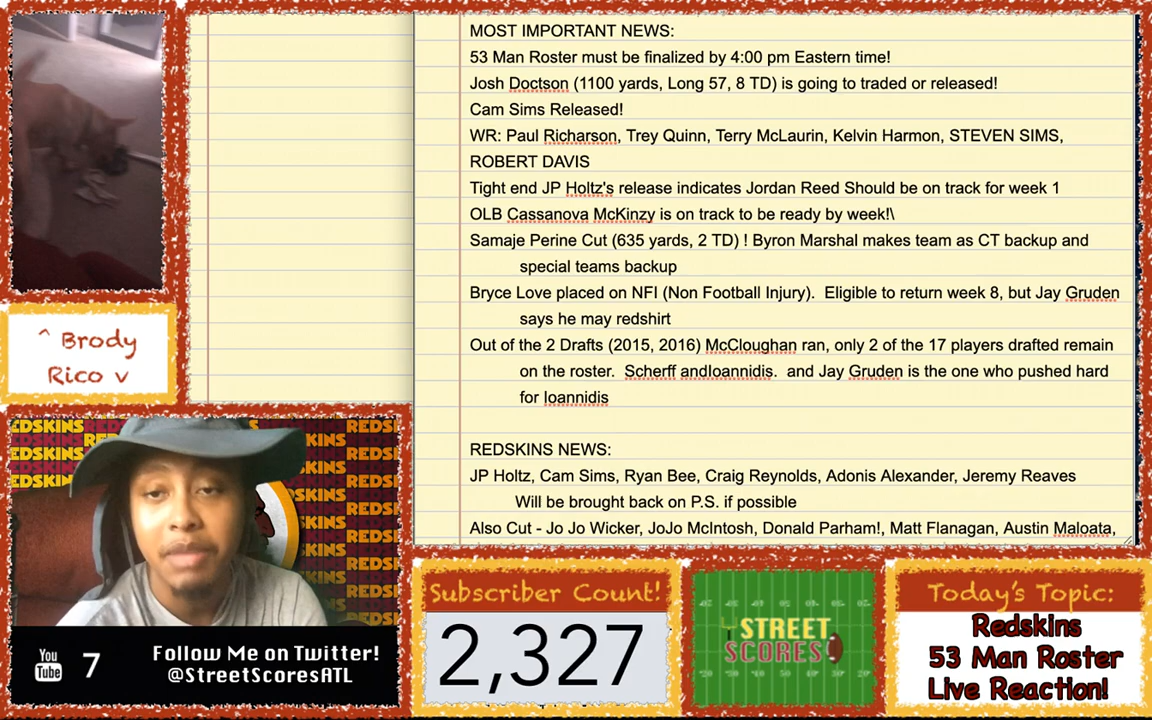 MOST IMPORTANT NEWS:
53 Man Roster must be finalized by 4:00 pm Eastern time!
Josh Doctson (1100 yards, Long 57, 8 TD) is going to traded or released!
Cam Sims Released!
WR: Paul Richarson, Trey Quinn, Terry McLaurin, Kelvin Harmon, STEVEN SIMS,
ROBERT DAVIS
Tight end JP Holtz's release indicates Jordan Reed Should be on track for week 1
OLB Cassanova McKinzy is on track to be ready by week!\
Samaje Perine Cut (635 yards, 2 TD) ! Byron Marshal makes team as CT backup and
special teams backup
Bryce Love placed on NFI (Non Football Injury).  Eligible to return week 8, but Jay Gruden
says he may redshirt
Out of the 2 Drafts (2015, 2016) McCloughan ran, only 2 of the 17 players drafted remain
on the roster.  Scherff andIoannidis.  and Jay Gruden is the one who pushed hard
for Ioannidis
REDSKINS NEWS:
JP Holtz, Cam Sims, Ryan Bee, Craig Reynolds, Adonis Alexander, Jeremy Reaves
Will be brought back on P.S. if possible
Also Cut - Jo Jo Wicker, JoJo McIntosh, Donald Parham!, Matt Flanagan, Austin Maloata,
^ Brody
Rico v
REDSKINS
You
Tube
7
Follow Me on Twitter!
@StreetScoresATL
Subscriber Count!
2,327
STREET
SCORES
Today's Topic:
Redskins
53 Man Roster
Live Reaction!